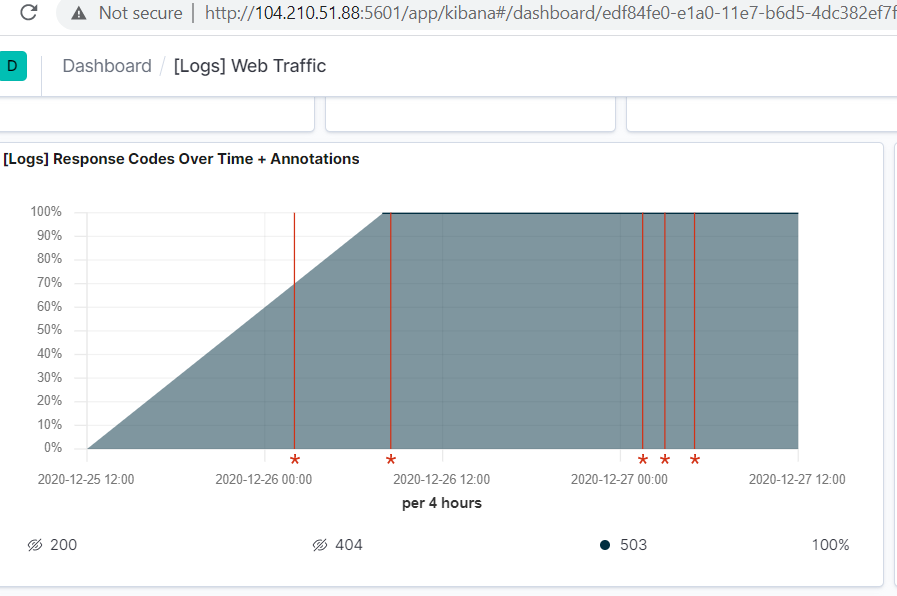 Not secure | http://104.210.51.88:5601/app/kibana#/dashboard/edf84fe0-e1a0-11e7-b6d5-4dc382ef7f
D Dashboard / [Logs] Web Traffic
[Logs] Response Codes Over Time + Annotations
100%
90%
80%
70%
60%
50%
40%
30%
20%
10%
0%
* * * * *
2020-12-25 12:00 2020-12-26 00:00 2020-12-26 12:00 2020-12-27 00:00 2020-12-27 12:00
per 4 hours
200 404 503 100%